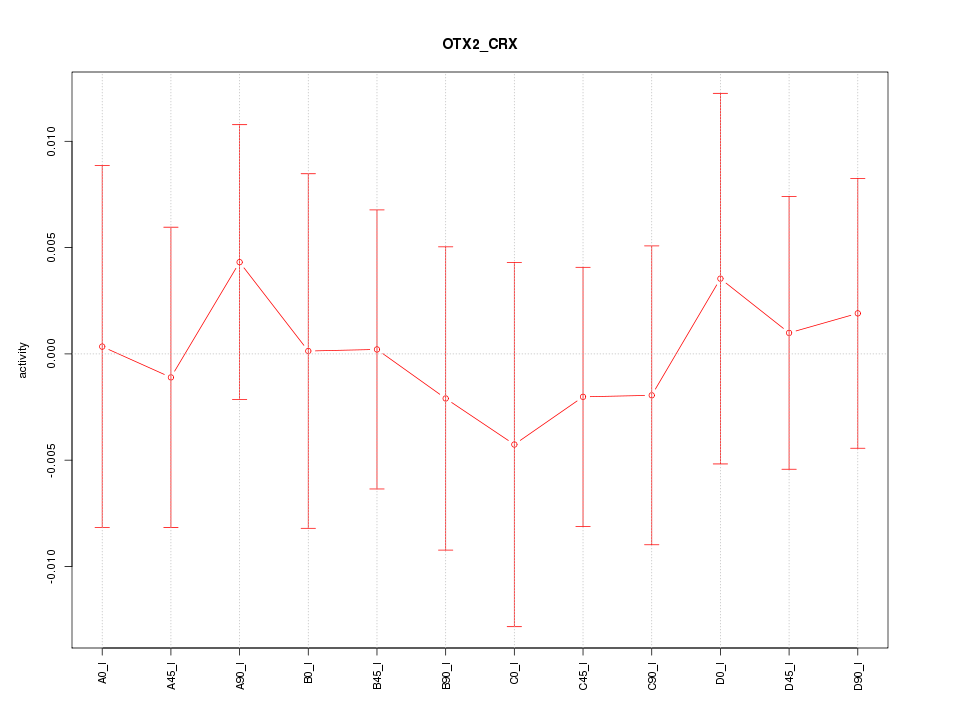 OTX2_CRX
activity
0.010
0.005
0.000
-0.005
-0.010
A0_I
A45_I
A90_I
B0_I
B45_I
B90_I
C0_I
C45_I
C90_I
D0_I
D45_I
D90_I